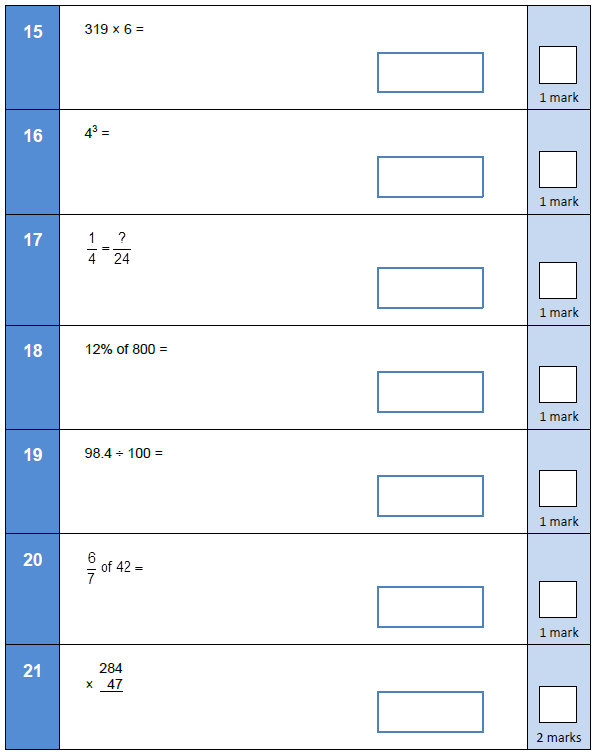 15
319 × 6 =
1 mark
16
4³ =
1 mark
17
1/4 = ?/24
1 mark
18
12% of 800 =
1 mark
19
98.4 ÷ 100 =
1 mark
20
6/7 of 42 =
1 mark
21
284
× 47
2 marks